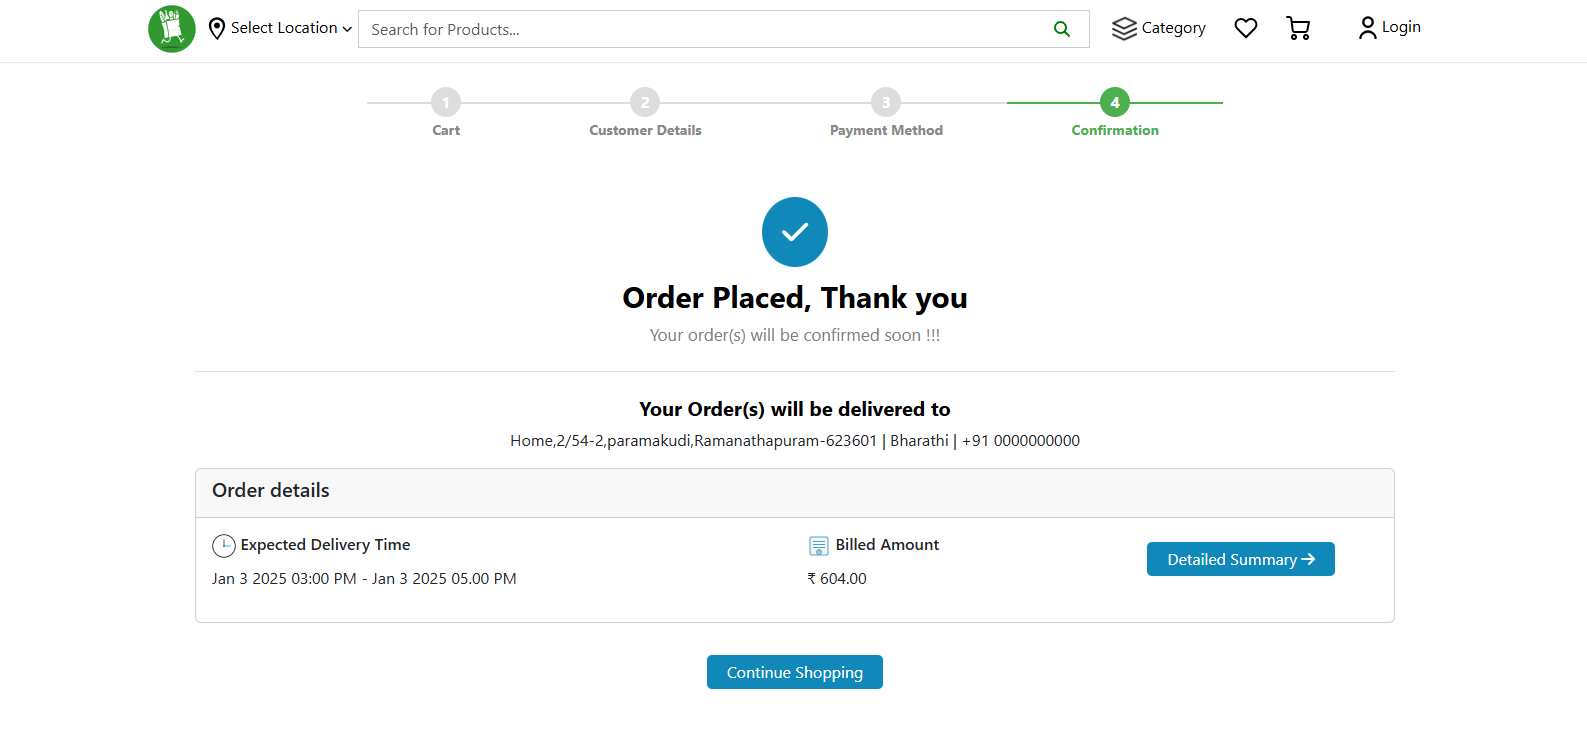 Select Location
Search for Products...
Category
Login
1
2
3
4
Cart
Customer Details
Payment Method
Confirmation
Order Placed, Thank you
Your order(s) will be confirmed soon !!!
Your Order(s) will be delivered to
Home,2/54-2,paramakudi,Ramanathapuram-623601 | Bharathi | +91 0000000000
Order details
Expected Delivery Time
Jan 3 2025 03:00 PM - Jan 3 2025 05.00 PM
Billed Amount
₹ 604.00
Detailed Summary →
Continue Shopping